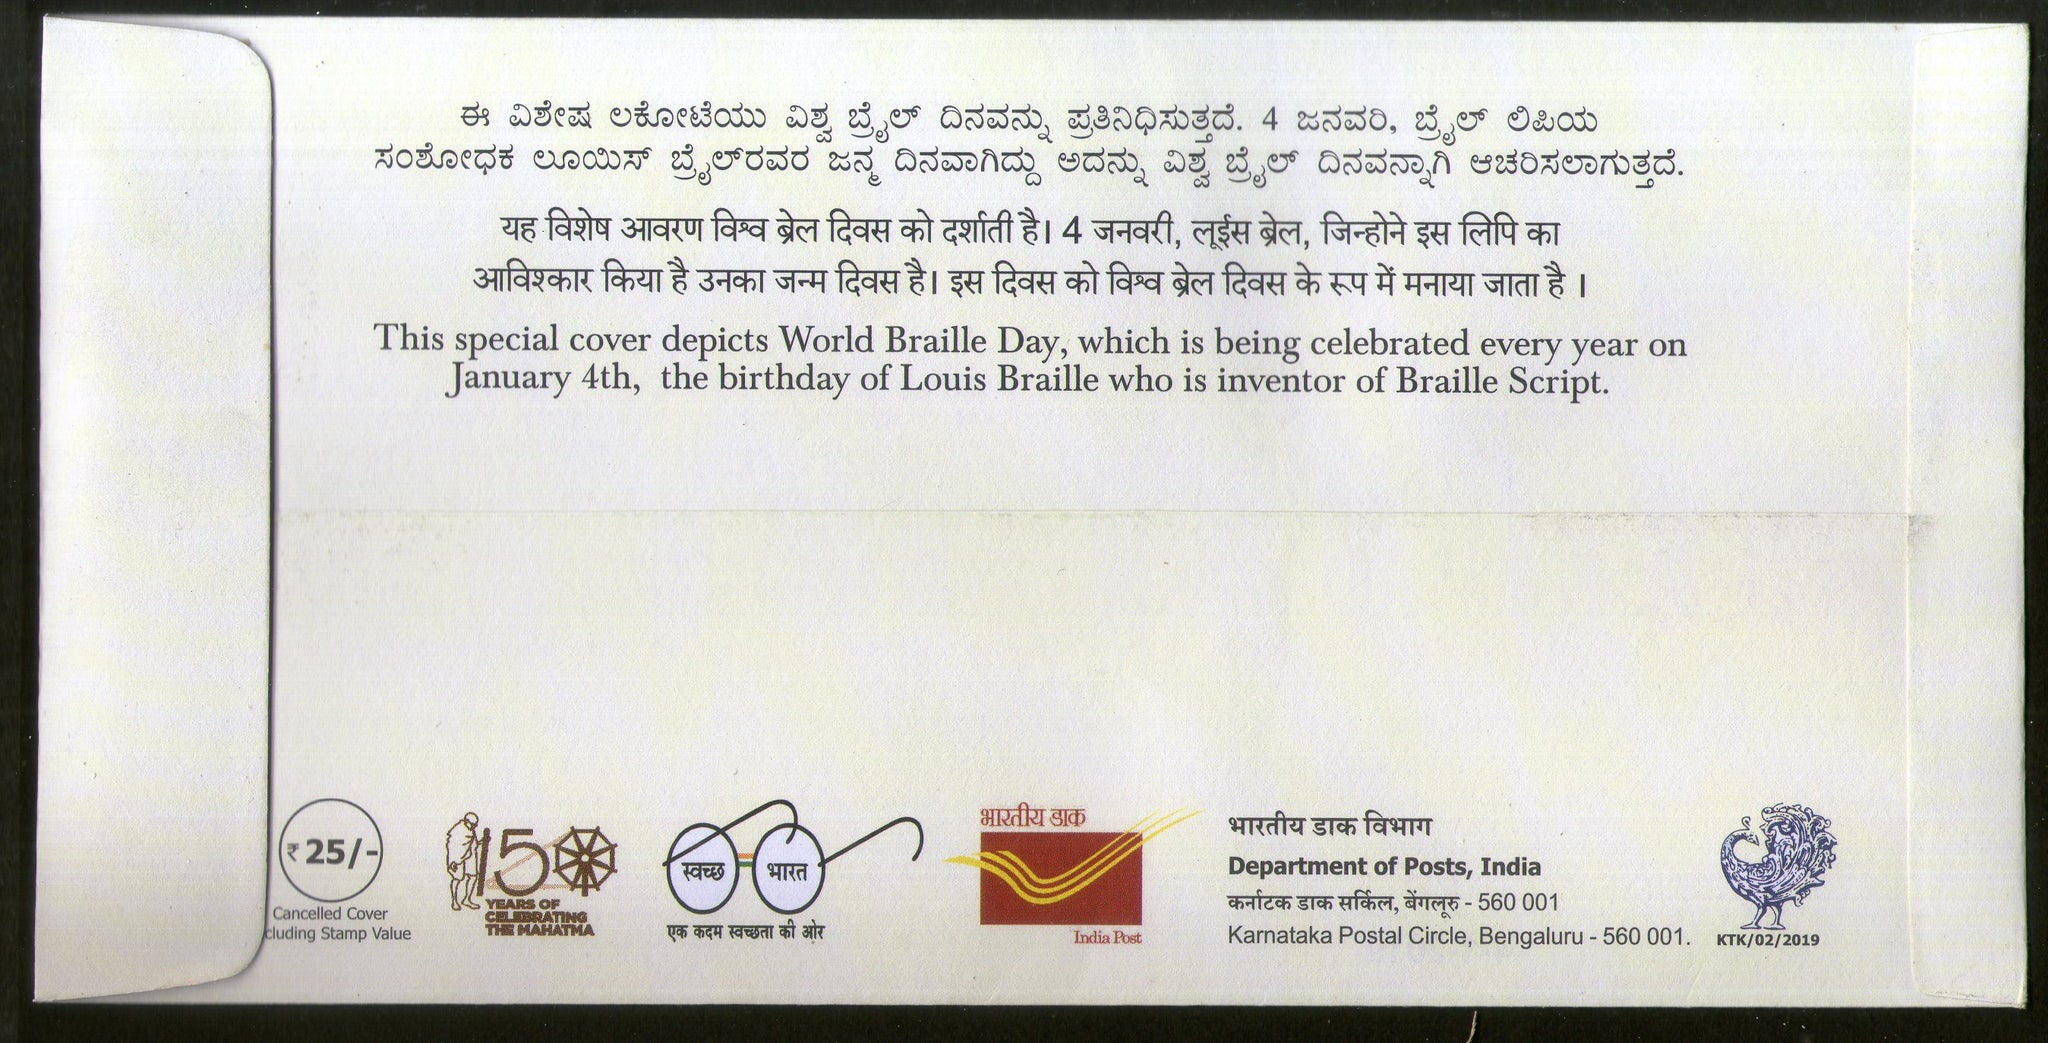 ಈ ವಿಶೇಷ ಲಕೋಟೆಯು ವಿಶ್ವ ಬ್ರೈಲ್ ದಿನವನ್ನು ಪ್ರತಿನಿಧಿಸುತ್ತದೆ. 4 ಜನವರಿ, ಬ್ರೈಲ್ ಲಿಪಿಯ
ಸಂಶೋಧಕ ಲೂಯಿಸ್ ಬ್ರೈಲ್‌ರವರ ಜನ್ಮ ದಿನವಾಗಿದ್ದು ಅದನ್ನು ವಿಶ್ವ ಬ್ರೈಲ್ ದಿನವನ್ನಾಗಿ ಆಚರಿಸಲಾಗುತ್ತದೆ.
यह विशेष आवरण विश्व ब्रेल दिवस को दर्शाती है। 4 जनवरी, लूईस ब्रेल, जिन्होने इस लिपि का
आविश्कार किया है उनका जन्म दिवस है। इस दिवस को विश्व ब्रेल दिवस के रूप में मनाया जाता है ।
This special cover depicts World Braille Day, which is being celebrated every year on
January 4th, the birthday of Louis Braille who is inventor of Braille Script.
₹ 25/-
Cancelled Cover
cluding Stamp Value
150
YEARS OF
CELEBRATING
THE MAHATMA
स्वच्छ भारत
एक कदम स्वच्छता की ओर
भारतीय डाक
India Post
भारतीय डाक विभाग
Department of Posts, India
कर्नाटक डाक सर्किल, बेंगलूरु - 560 001
Karnataka Postal Circle, Bengaluru - 560 001.
KTK/02/2019